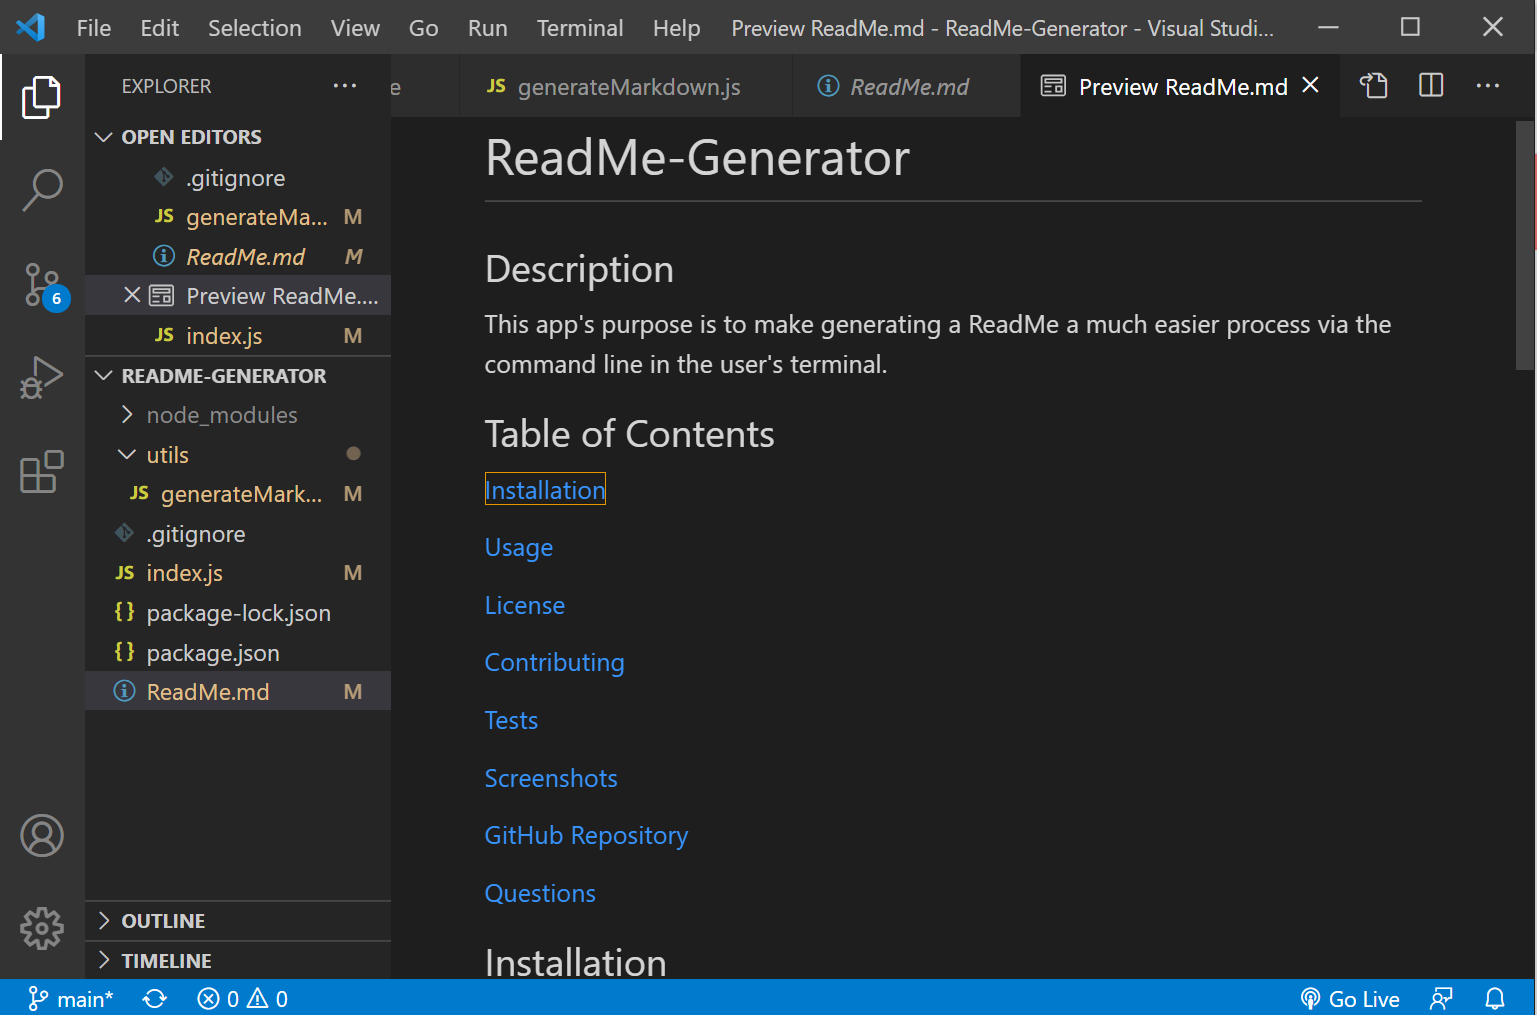 File Edit Selection View Go Run Terminal Help Preview ReadMe.md - ReadMe-Generator - Visual Studi...
EXPLORER
e
JS generateMarkdown.js
ReadMe.md
Preview ReadMe.md
OPEN EDITORS
.gitignore
JS generateMa... M
ReadMe.md M
Preview ReadMe....
JS index.js M
README-GENERATOR
node_modules
utils
JS generateMark... M
.gitignore
JS index.js M
{} package-lock.json
{} package.json
ReadMe.md M
OUTLINE
TIMELINE
6
ReadMe-Generator
Description
This app's purpose is to make generating a ReadMe a much easier process via the
command line in the user's terminal.
Table of Contents
Installation
Usage
License
Contributing
Tests
Screenshots
GitHub Repository
Questions
Installation
main* 0 0 Go Live